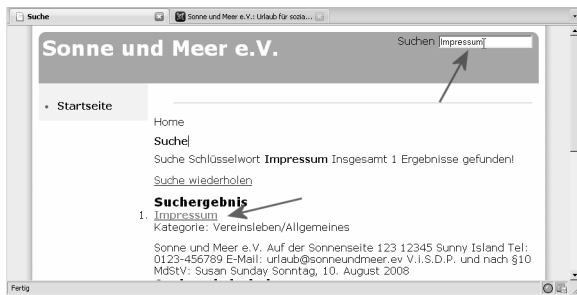 Suche
Sonne und Meer e.V.: Urlaub für sozia...
Sonne und Meer e.V.
Suchen Impressum
Startseite
Home
Suche
Suche Schlüsselwort Impressum Insgesamt 1 Ergebnisse gefunden!
Suche wiederholen
Suchergebnis
1. Impressum
Kategorie: Vereinsleben/Allgemeines
Sonne und Meer e.V. Auf der Sonnenseite 123 12345 Sunny Island Tel:
0123-456789 E-Mail: urlaub@sonneundmeer.ev V.i.S.D.P. und nach §10
MdStV: Susan Sunday Sonntag, 10. August 2008
Fertig